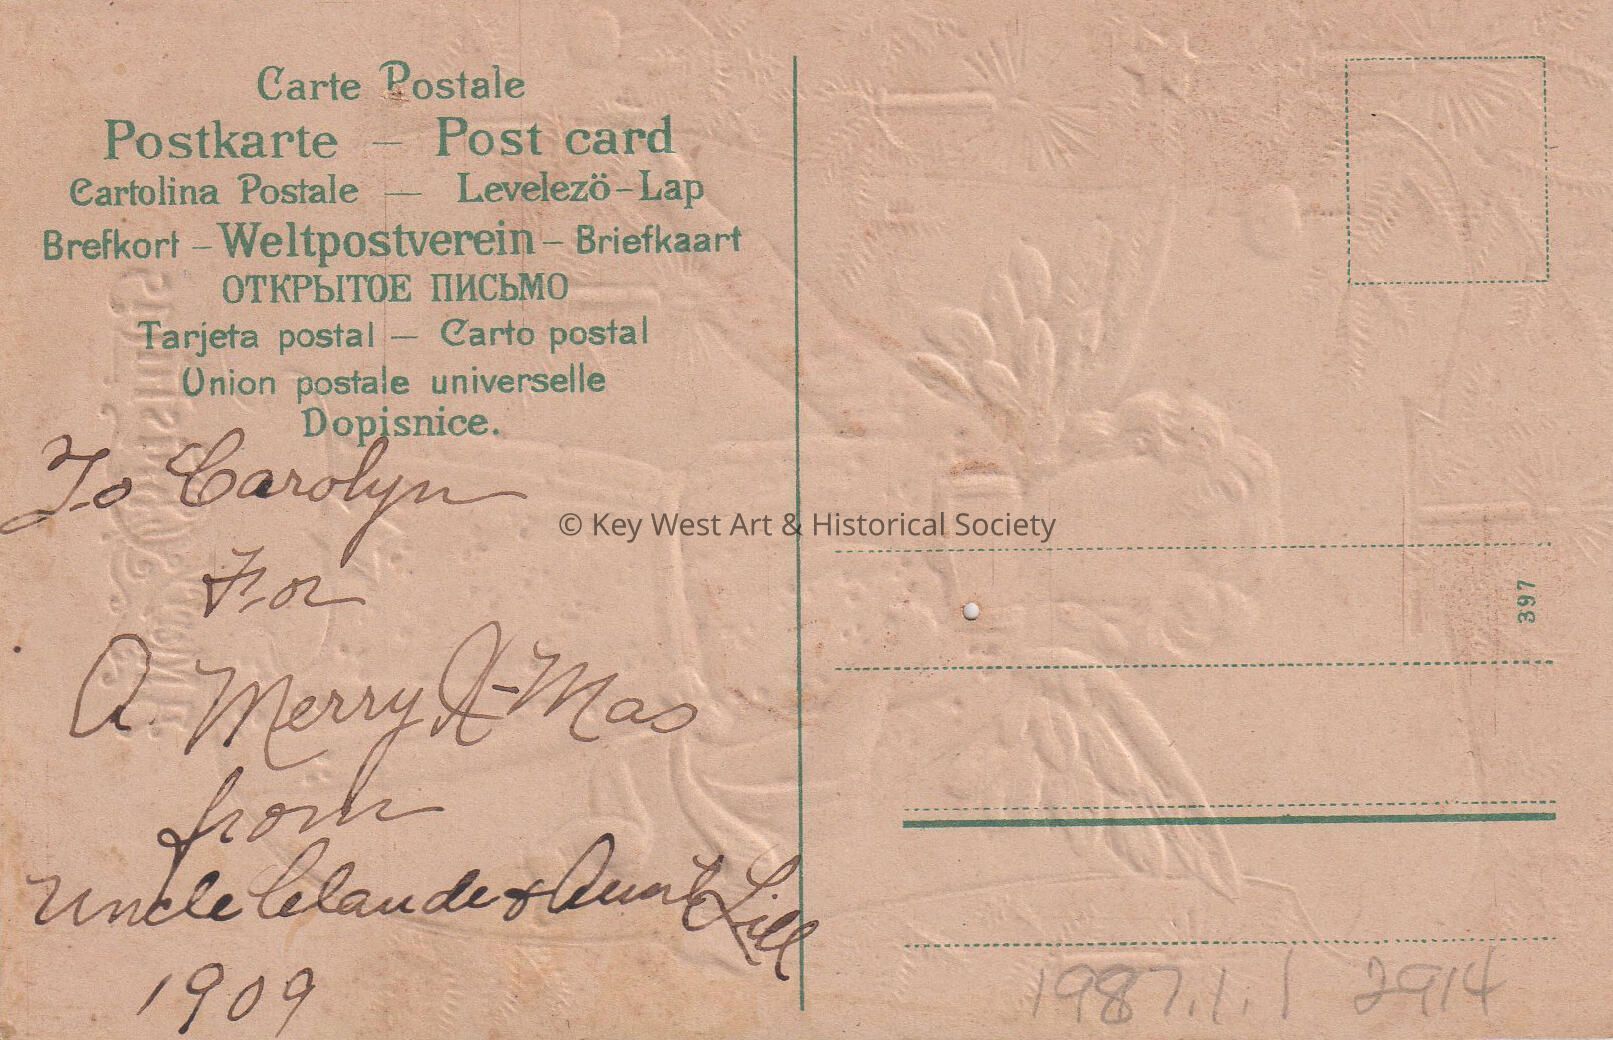 Carte Postale
Postkarte – Post card
Cartolina Postale — Levelezö-Lap
Brefkort – Weltpostverein – Briefkaart
ОТКРЫТОЕ ПИСЬМО
Tarjeta postal — Carto postal
Union postale universelle
Dopisnice.
To Carolyn
For
A. Merry X-Mas
from
Uncle Claude & Aunt Lill
1909
© Key West Art & Historical Society
397
1987.1.1 2914